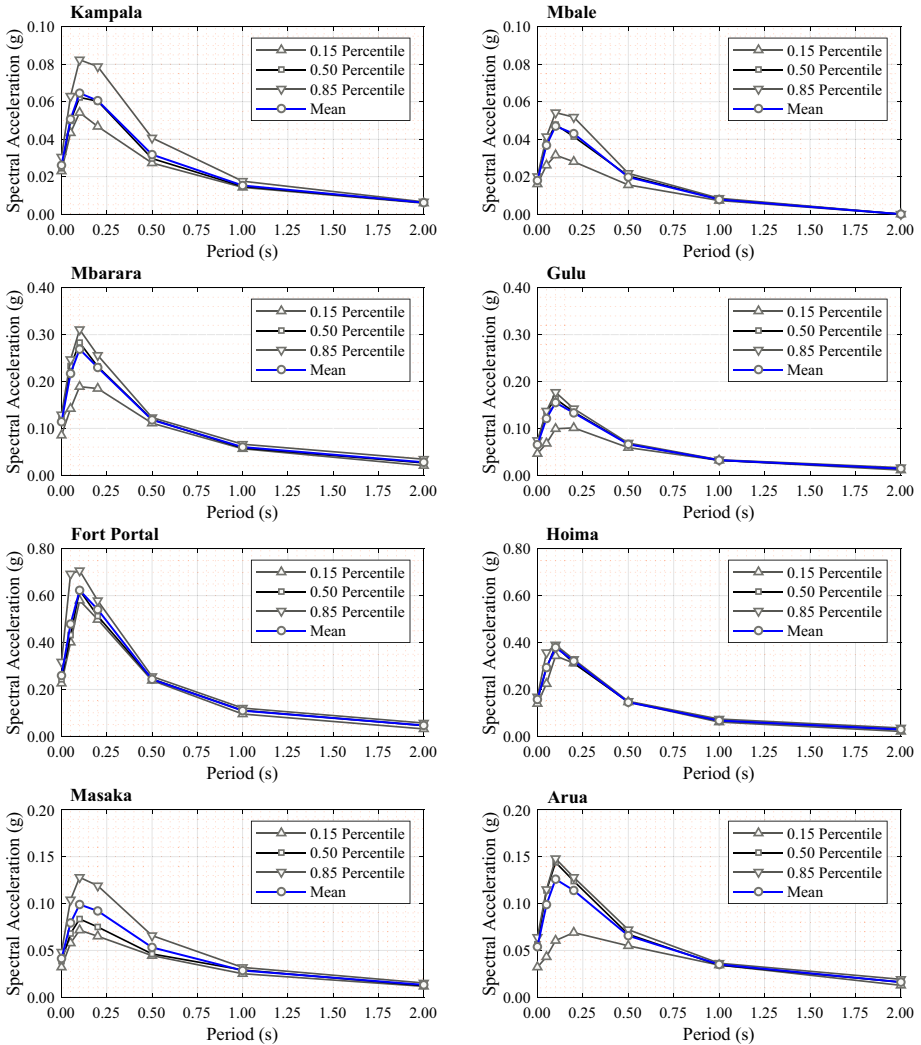 Kampala
Spectral Acceleration (g)
0.10
0.08
0.06
0.04
0.02
0.00
0.15 Percentile
0.50 Percentile
0.85 Percentile
Mean
0.00 0.25 0.50 0.75 1.00 1.25 1.50 1.75 2.00
Period (s)
Mbale
Spectral Acceleration (g)
0.10
0.08
0.06
0.04
0.02
0.00
0.15 Percentile
0.50 Percentile
0.85 Percentile
Mean
0.00 0.25 0.50 0.75 1.00 1.25 1.50 1.75 2.00
Period (s)
Mbarara
Spectral Acceleration (g)
0.40
0.30
0.20
0.10
0.00
0.15 Percentile
0.50 Percentile
0.85 Percentile
Mean
0.00 0.25 0.50 0.75 1.00 1.25 1.50 1.75 2.00
Period (s)
Gulu
Spectral Acceleration (g)
0.40
0.30
0.20
0.10
0.00
0.15 Percentile
0.50 Percentile
0.85 Percentile
Mean
0.00 0.25 0.50 0.75 1.00 1.25 1.50 1.75 2.00
Period (s)
Fort Portal
Spectral Acceleration (g)
0.80
0.60
0.40
0.20
0.00
0.15 Percentile
0.50 Percentile
0.85 Percentile
Mean
0.00 0.25 0.50 0.75 1.00 1.25 1.50 1.75 2.00
Period (s)
Hoima
Spectral Acceleration (g)
0.80
0.60
0.40
0.20
0.00
0.15 Percentile
0.50 Percentile
0.85 Percentile
Mean
0.00 0.25 0.50 0.75 1.00 1.25 1.50 1.75 2.00
Period (s)
Masaka
Spectral Acceleration (g)
0.20
0.15
0.10
0.05
0.00
0.15 Percentile
0.50 Percentile
0.85 Percentile
Mean
0.00 0.25 0.50 0.75 1.00 1.25 1.50 1.75 2.00
Period (s)
Arua
Spectral Acceleration (g)
0.20
0.15
0.10
0.05
0.00
0.15 Percentile
0.50 Percentile
0.85 Percentile
Mean
0.00 0.25 0.50 0.75 1.00 1.25 1.50 1.75 2.00
Period (s)